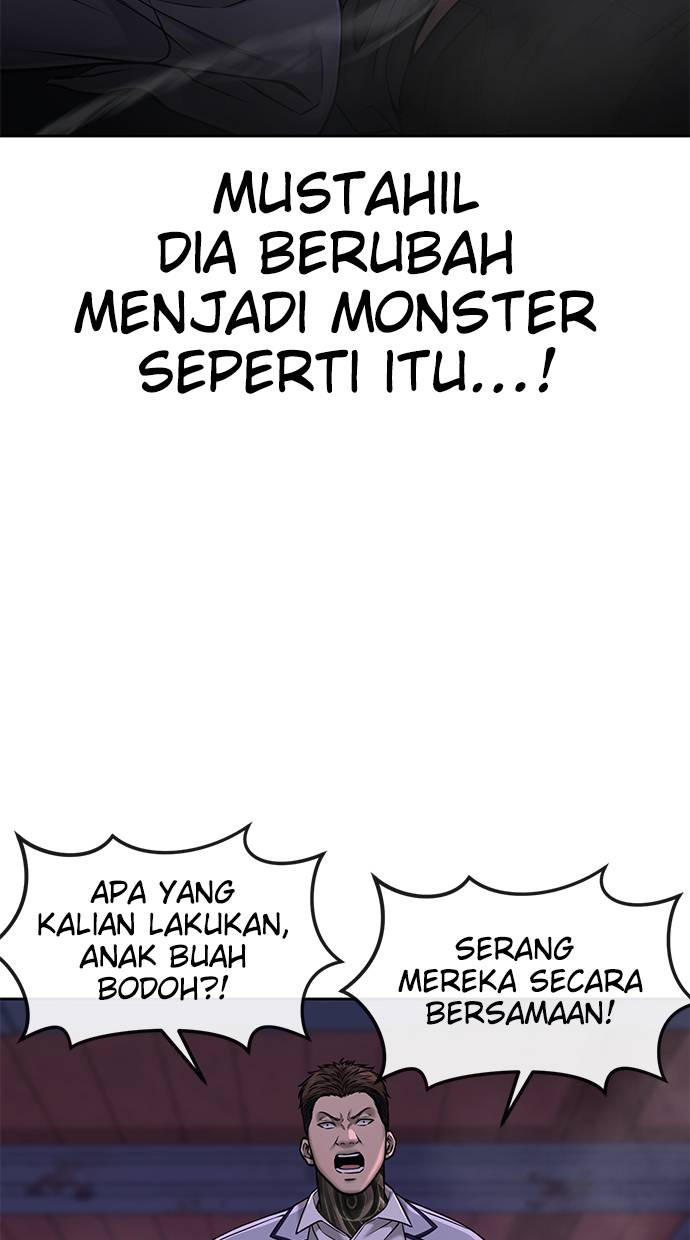 MUSTAHIL
DIA BERUBAH
MENJADI MONSTER
SEPERTI ITU...!
APA YANG
KALIAN LAKUKAN,
ANAK BUAH
BODOH?!
SERANG
MEREKA SECARA
BERSAMAAN!